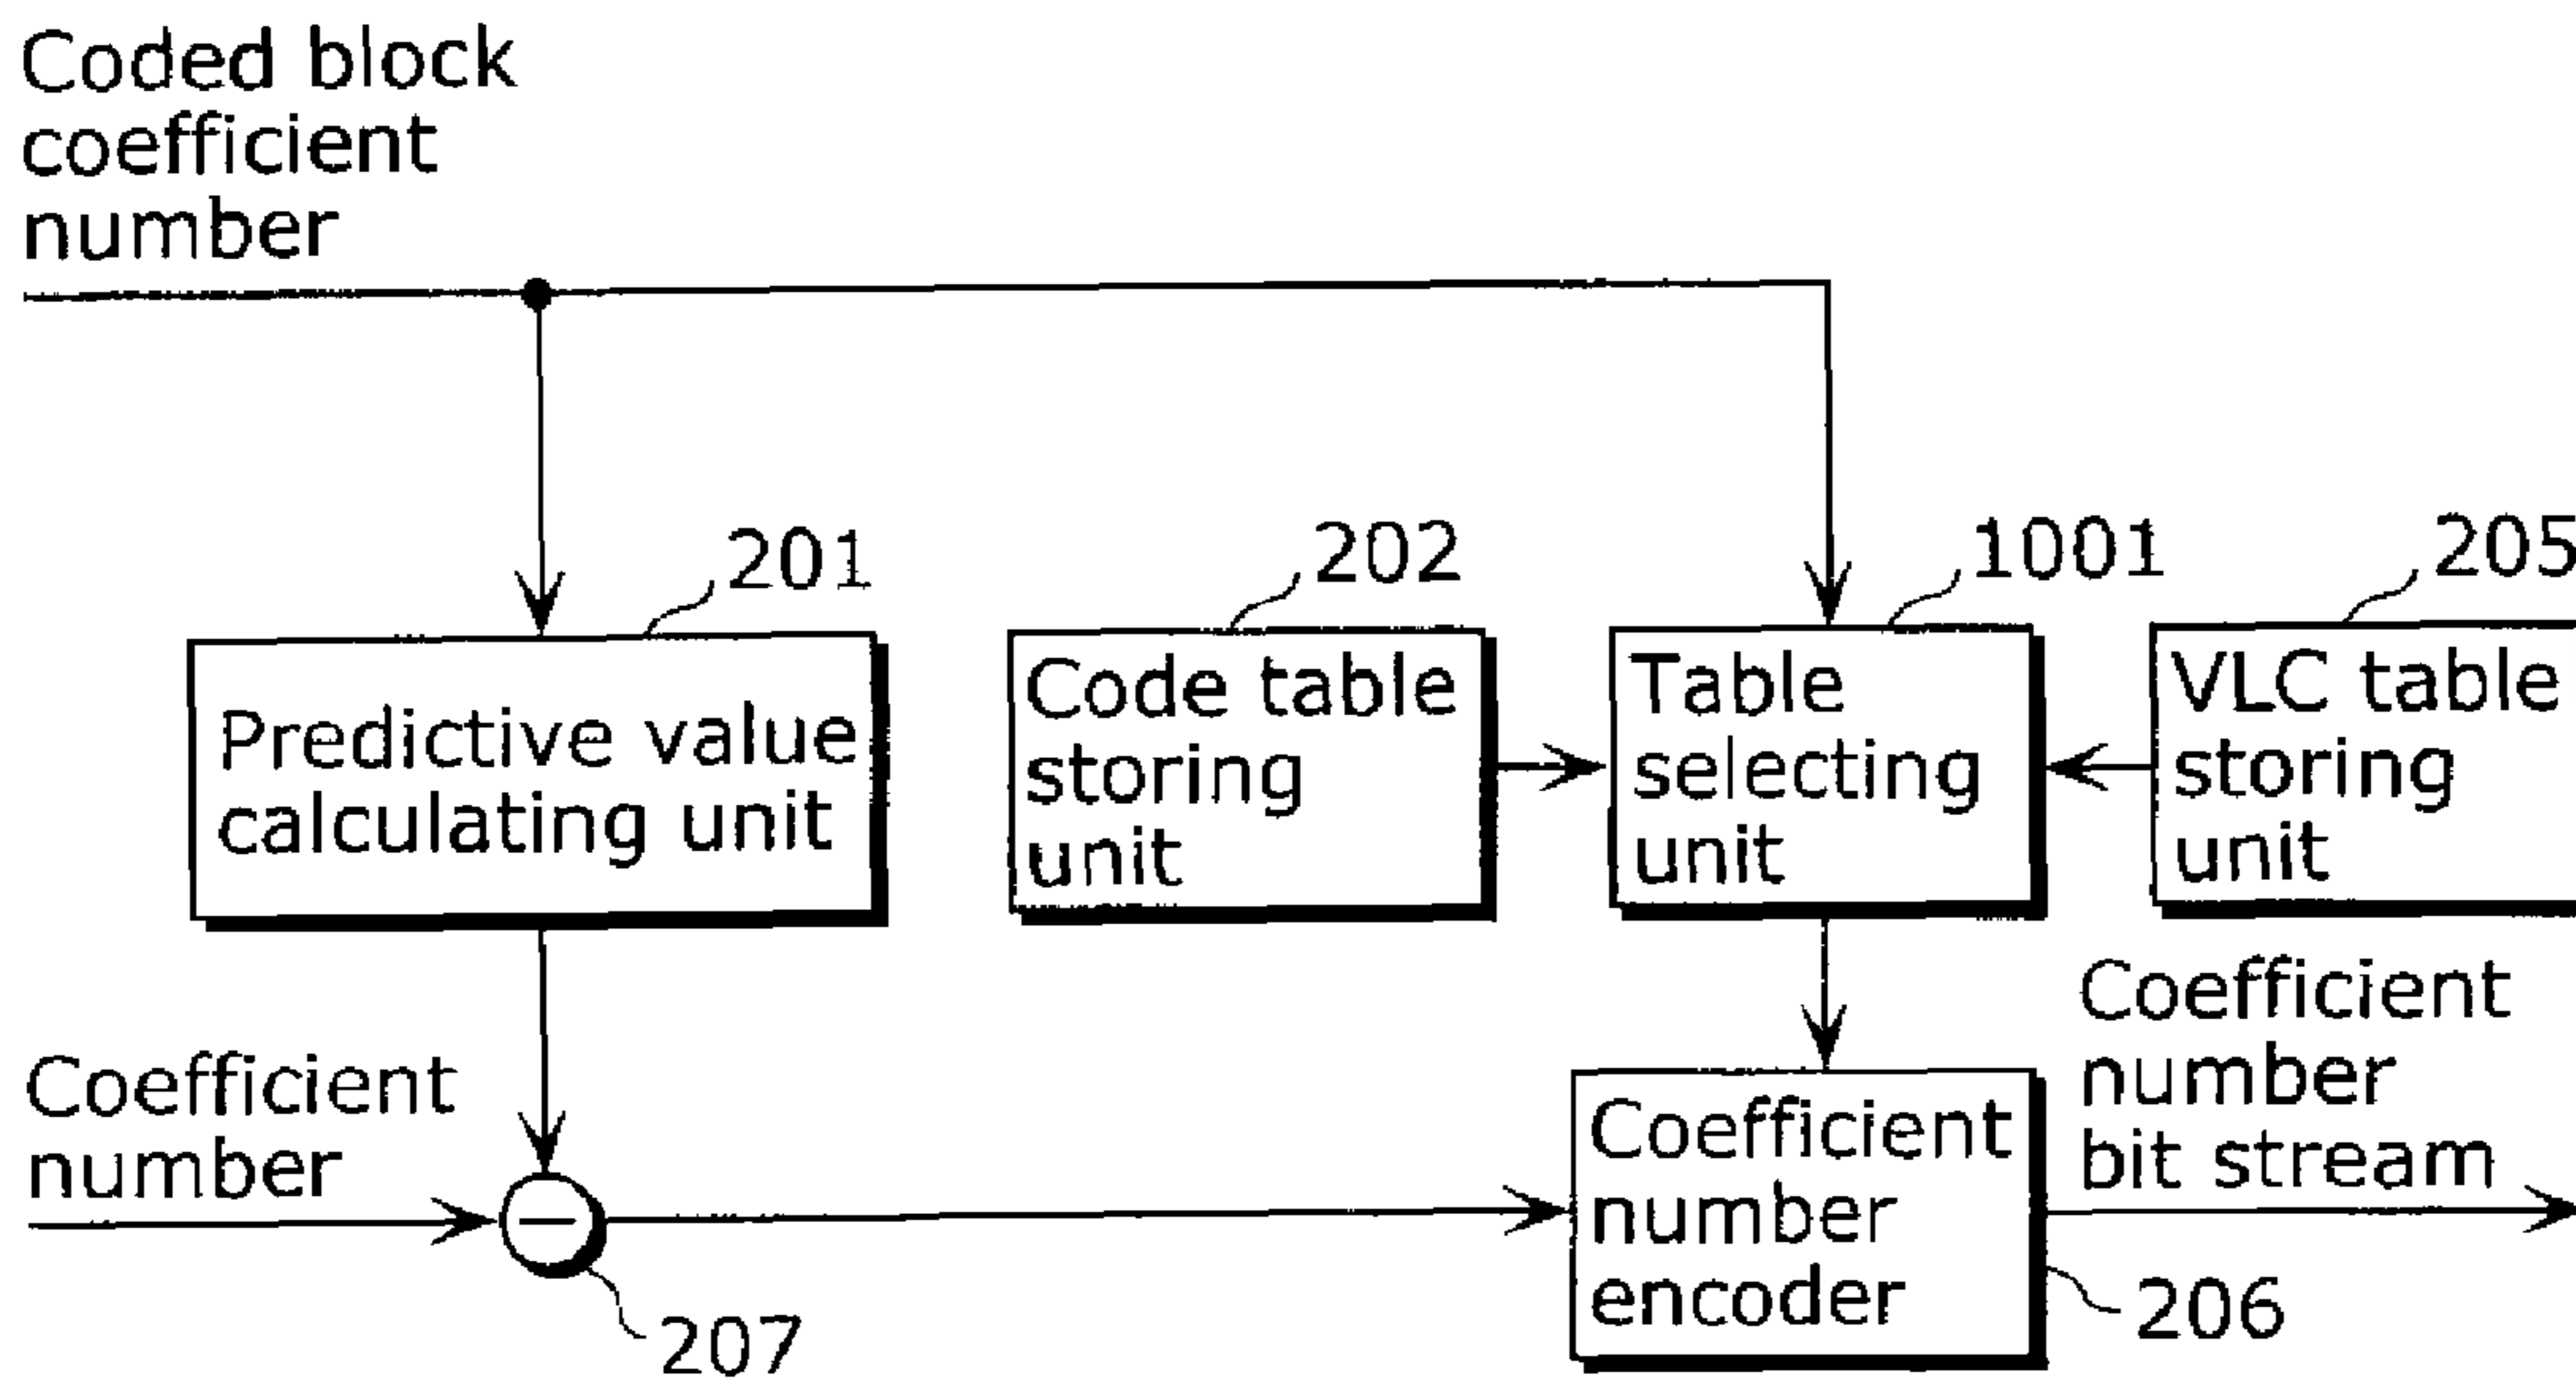 Coded block
coefficient
number
201
202
1001
205
Predictive value
calculating unit
Code table
storing
unit
Table
selecting
unit
VLC table
storing
unit
Coefficient
number
207
Coefficient
number
encoder
206
Coefficient
number
bit stream